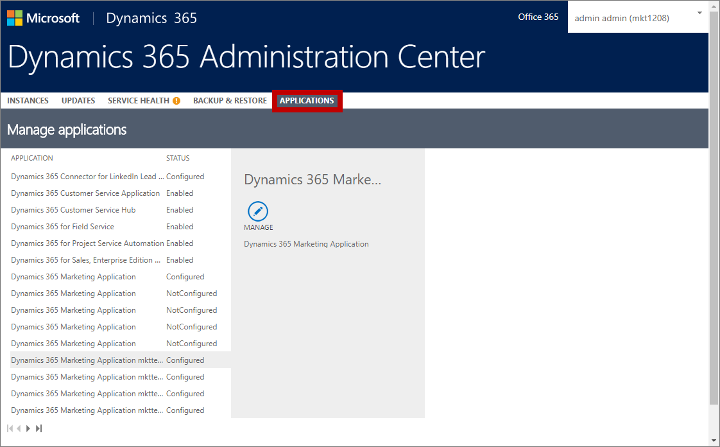 Microsoft Dynamics 365 Office 365 admin admin (mkt1208)
Dynamics 365 Administration Center
INSTANCES UPDATES SERVICE HEALTH BACKUP & RESTORE APPLICATIONS
Manage applications
APPLICATION STATUS
Dynamics 365 Connector for LinkedIn Lead ... Configured
Dynamics 365 Customer Service Application Enabled
Dynamics 365 Customer Service Hub Enabled
Dynamics 365 for Field Service Enabled
Dynamics 365 for Project Service Automation Enabled
Dynamics 365 for Sales, Enterprise Edition ... Enabled
Dynamics 365 Marketing Application Configured
Dynamics 365 Marketing Application NotConfigured
Dynamics 365 Marketing Application NotConfigured
Dynamics 365 Marketing Application NotConfigured
Dynamics 365 Marketing Application NotConfigured
Dynamics 365 Marketing Application mktte... Configured
Dynamics 365 Marketing Application mktte... Configured
Dynamics 365 Marketing Application mktte... Configured
Dynamics 365 Marketing Application mktte... Configured
Dynamics 365 Marke...
MANAGE
Dynamics 365 Marketing Application